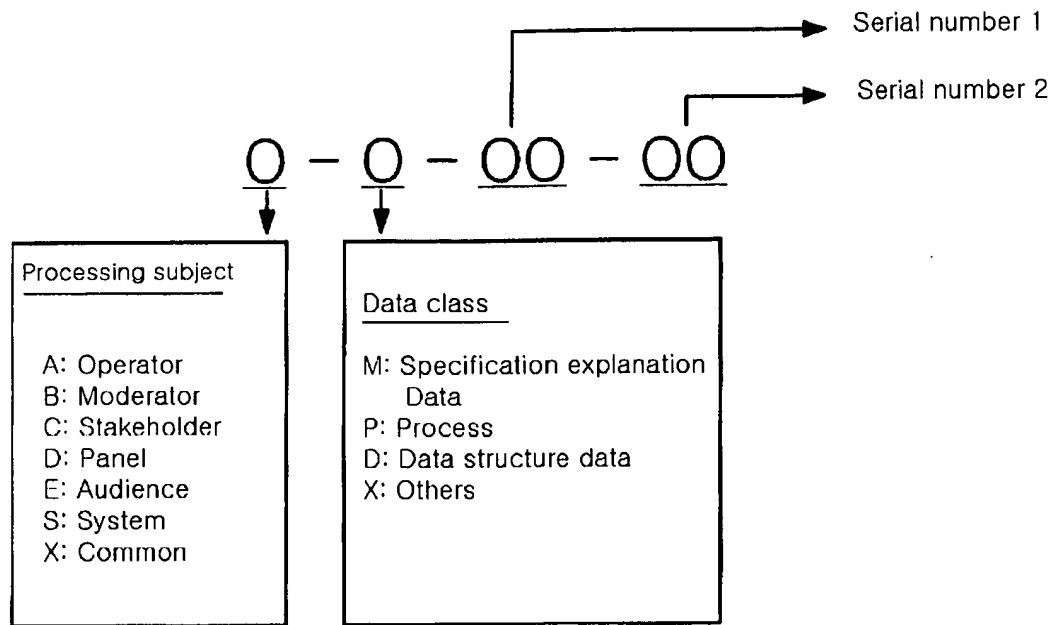 Serial number 1
Serial number 2
O - O - OO - OO
Processing subject
A: Operator
B: Moderator
C: Stakeholder
D: Panel
E: Audience
S: System
X: Common
Data class
M: Specification explanation
Data
P: Process
D: Data structure data
X: Others